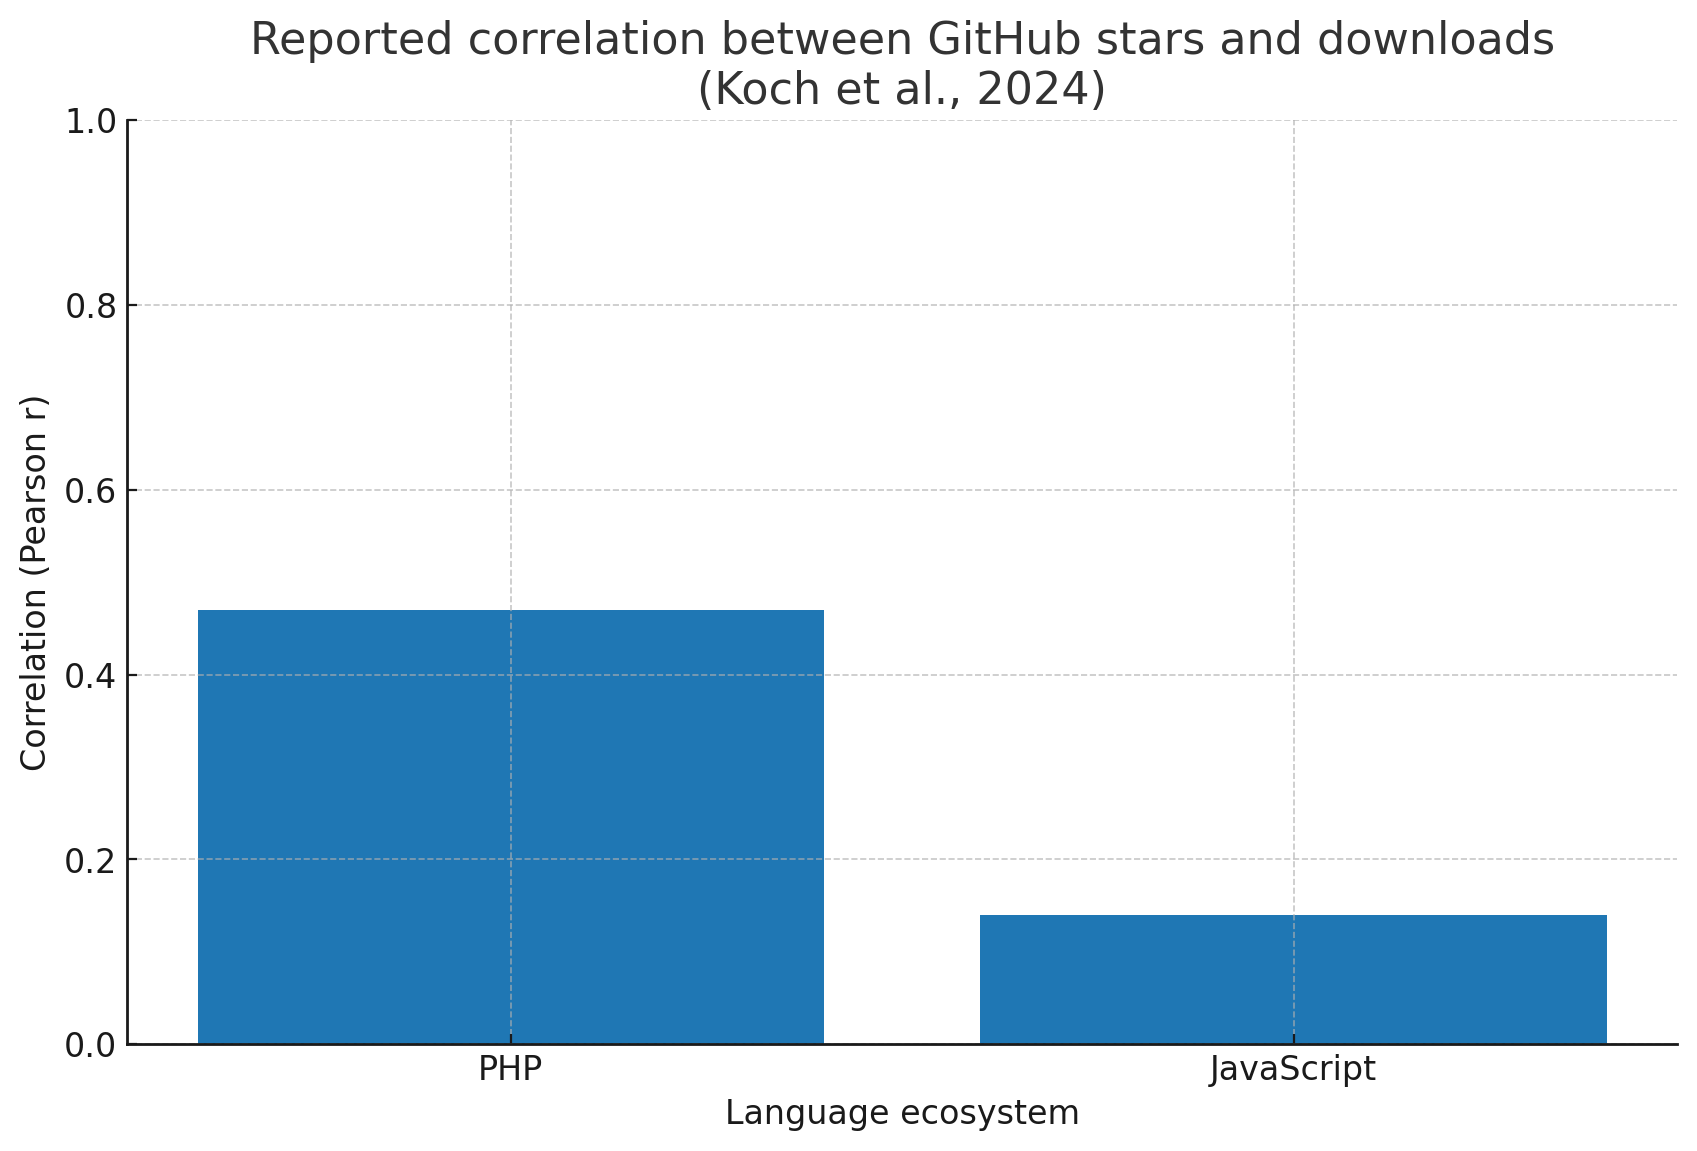 Reported correlation between GitHub stars and downloads
(Koch et al., 2024)
1.0
0.8
0.6
0.4
0.2
0.0
Correlation (Pearson r)
PHP
JavaScript
Language ecosystem